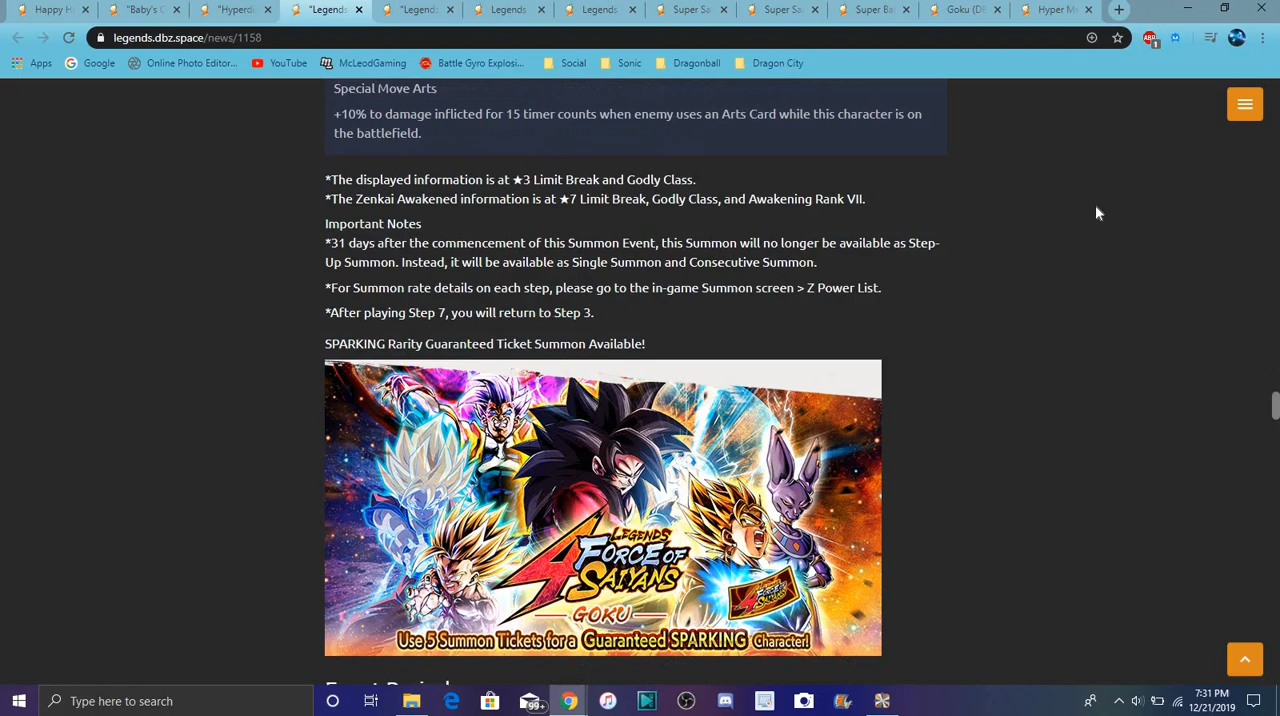 Happy H
"Baby's C
"Hyperdi
"Legends
"Legend
Legends
Legends
Super Sa
Super Sa
Super Ba
Goku (DB
Hyper M
legends.dbz.space/news/1158
Apps
Google
Online Photo Editor...
YouTube
McLeodGaming
Battle Gyro Explosi...
Social
Sonic
Dragonball
Dragon City
Special Move Arts
+10% to damage inflicted for 15 timer counts when enemy uses an Arts Card while this character is on
the battlefield.
*The displayed information is at ★3 Limit Break and Godly Class.
*The Zenkai Awakened information is at ★7 Limit Break, Godly Class, and Awakening Rank VII.
Important Notes
*31 days after the commencement of this Summon Event, this Summon will no longer be available as Step-
Up Summon. Instead, it will be available as Single Summon and Consecutive Summon.
*For Summon rate details on each step, please go to the in-game Summon screen > Z Power List.
*After playing Step 7, you will return to Step 3.
SPARKING Rarity Guaranteed Ticket Summon Available!
LEGENDS
4 FORCE OF
SAIYANS
GOKU
Use 5 Summon Tickets for a Guaranteed SPARKING Character!
Type here to search
99+
7:31 PM
12/21/2019